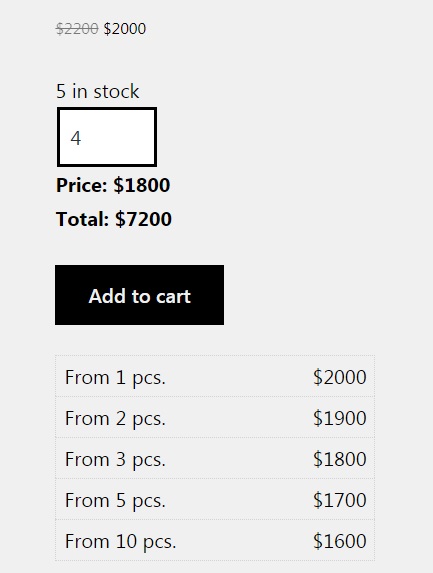 $2200 $2000
5 in stock
4
Price: $1800
Total: $7200
Add to cart
From 1 pcs. $2000
From 2 pcs. $1900
From 3 pcs. $1800
From 5 pcs. $1700
From 10 pcs. $1600